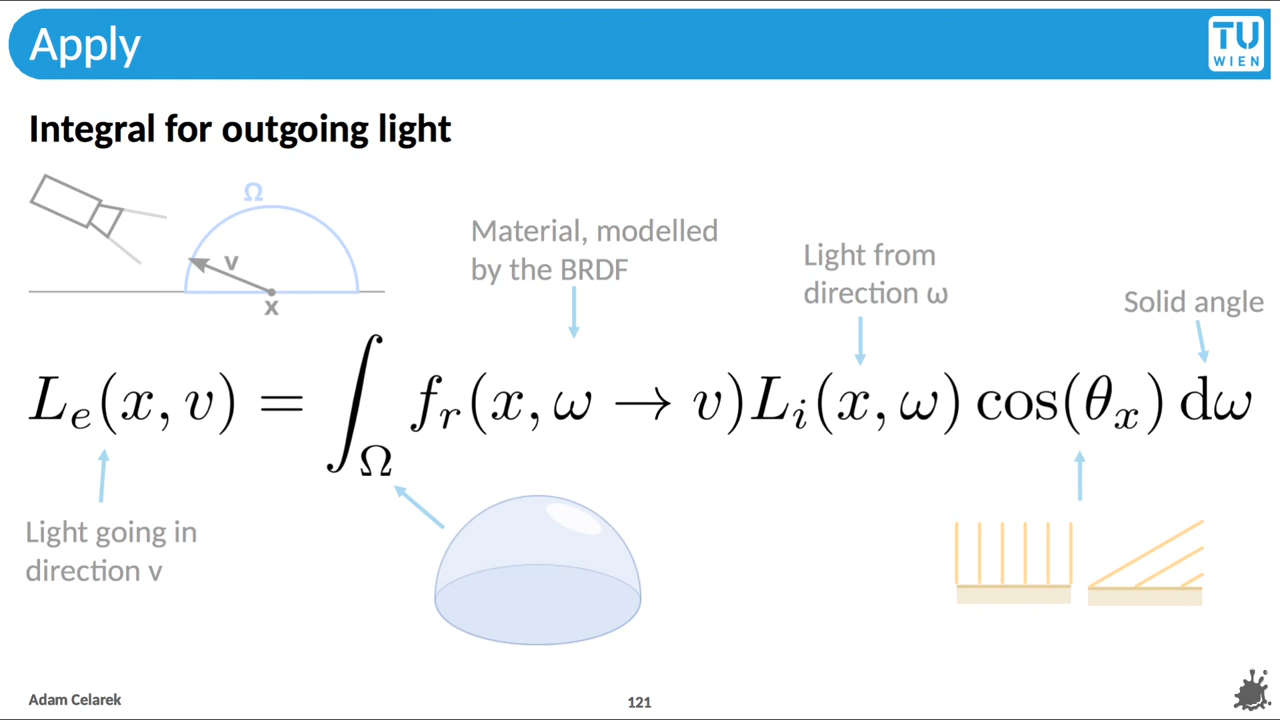 Apply
TU
WIEN
Integral for outgoing light
Ω
v
x
Material, modelled
by the BRDF
Light from
direction ω
Solid angle
L_e(x, v) = ∫_Ω f_r(x, ω → v)L_i(x, ω) cos(θ_x) dω
Light going in
direction v
Adam Celarek
121